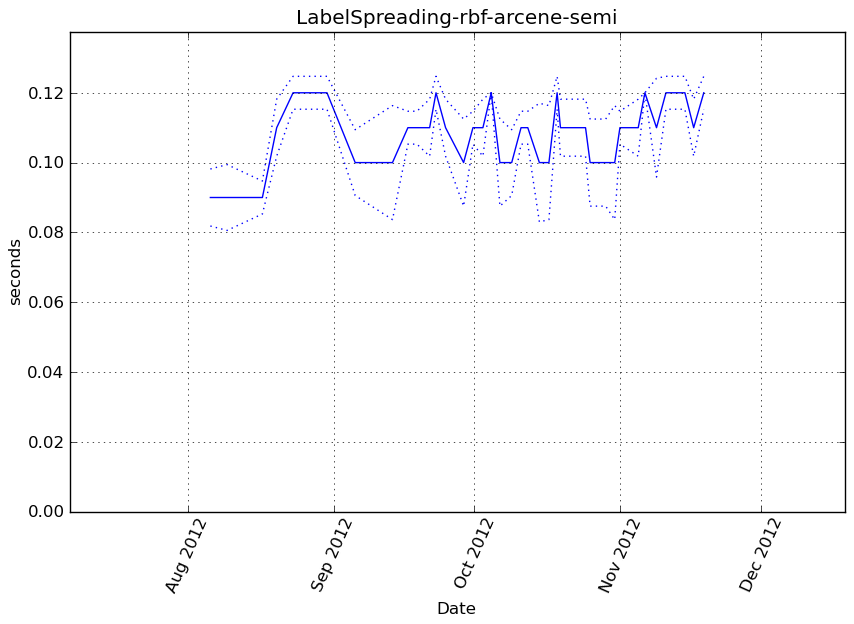 LabelSpreading-rbf-arcene-semi
0.12
0.10
0.08
0.06
0.04
0.02
0.00
seconds
Aug 2012
Sep 2012
Oct 2012
Nov 2012
Dec 2012
Date